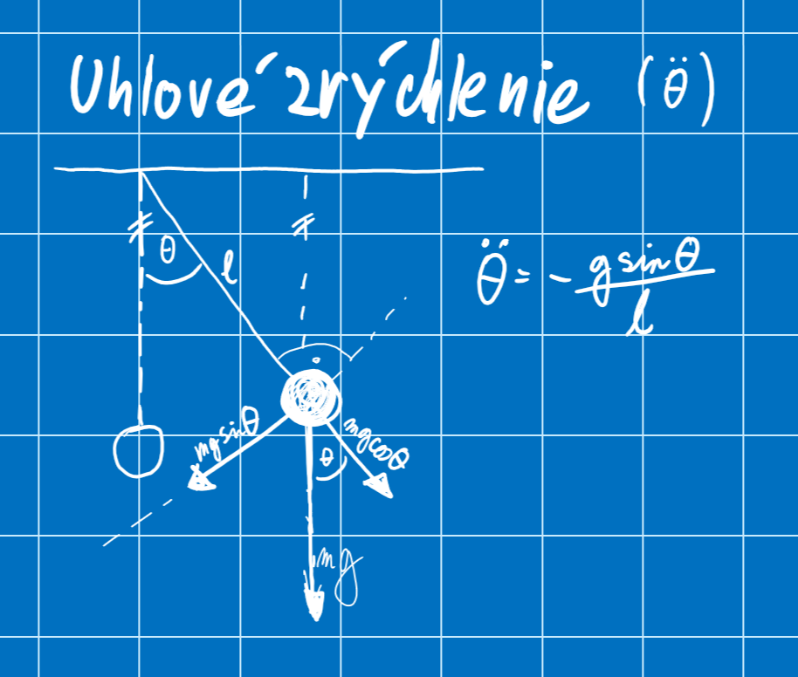 Uhlové zrýchlenie (θ̈)
θ
l
θ̈ = - g sin θ / l
mg sin θ
mg cos θ
θ
mg